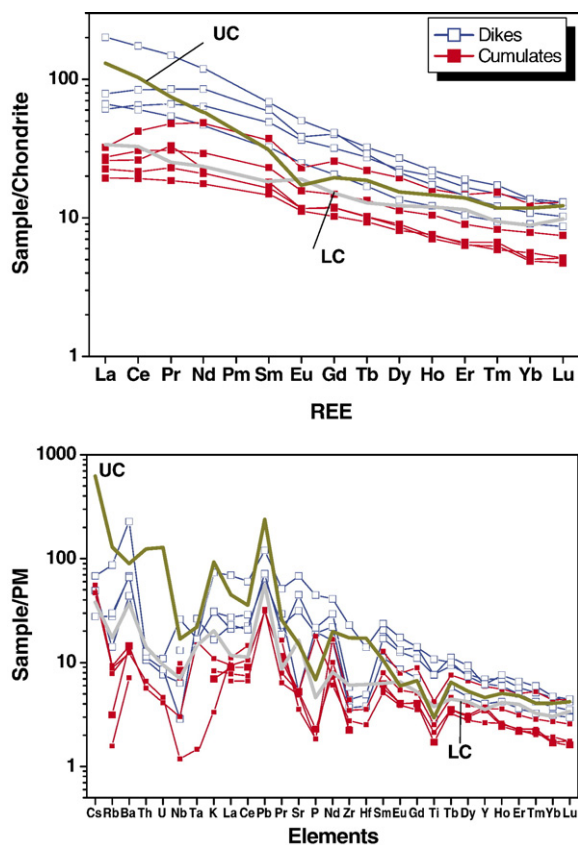 UC
Dikes
Cumulates
100
10
1
LC
Sample/Chondrite
La Ce Pr Nd Pm Sm Eu Gd Tb Dy Ho Er Tm Yb Lu
REE
1000
UC
100
10
1
LC
Sample/PM
Cs Rb Ba Th U Nb Ta K La Ce Pb Pr Sr P Nd Zr Hf Sm Eu Gd Ti Tb Dy Y Ho Er Tm Yb Lu
Elements